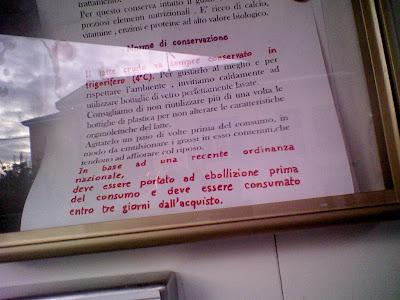 trattamento.
Per questo conserva intatto il
preziosi elementi nutrizionali . E' ricco di calcio,
vitamine , enzimi e proteine ad alto valore biologico.
Norme di conservazione
Il latte crudo va sempre conservato in
frigorifero (4°C). Per gustarlo al meglio e per
rispettare l'ambiente , invitiamo caldamente ad
utilizzare bottiglie di vetro perfettamente lavate.
Consigliamo di non riutilizzare più di una volta le
bottiglie di plastica per non alterare le caratteristiche
organolettiche del latte.
Agitatelo un paio di volte prima del consumo, in
modo da emulsionare i grassi in esso contenuti,che
tendono ad affiorare col riposo.
In base ad una recente ordinanza
nazionale,
deve essere portato ad ebollizione prima
del consumo e deve essere consumato
entro tre giorni dall'acquisto.